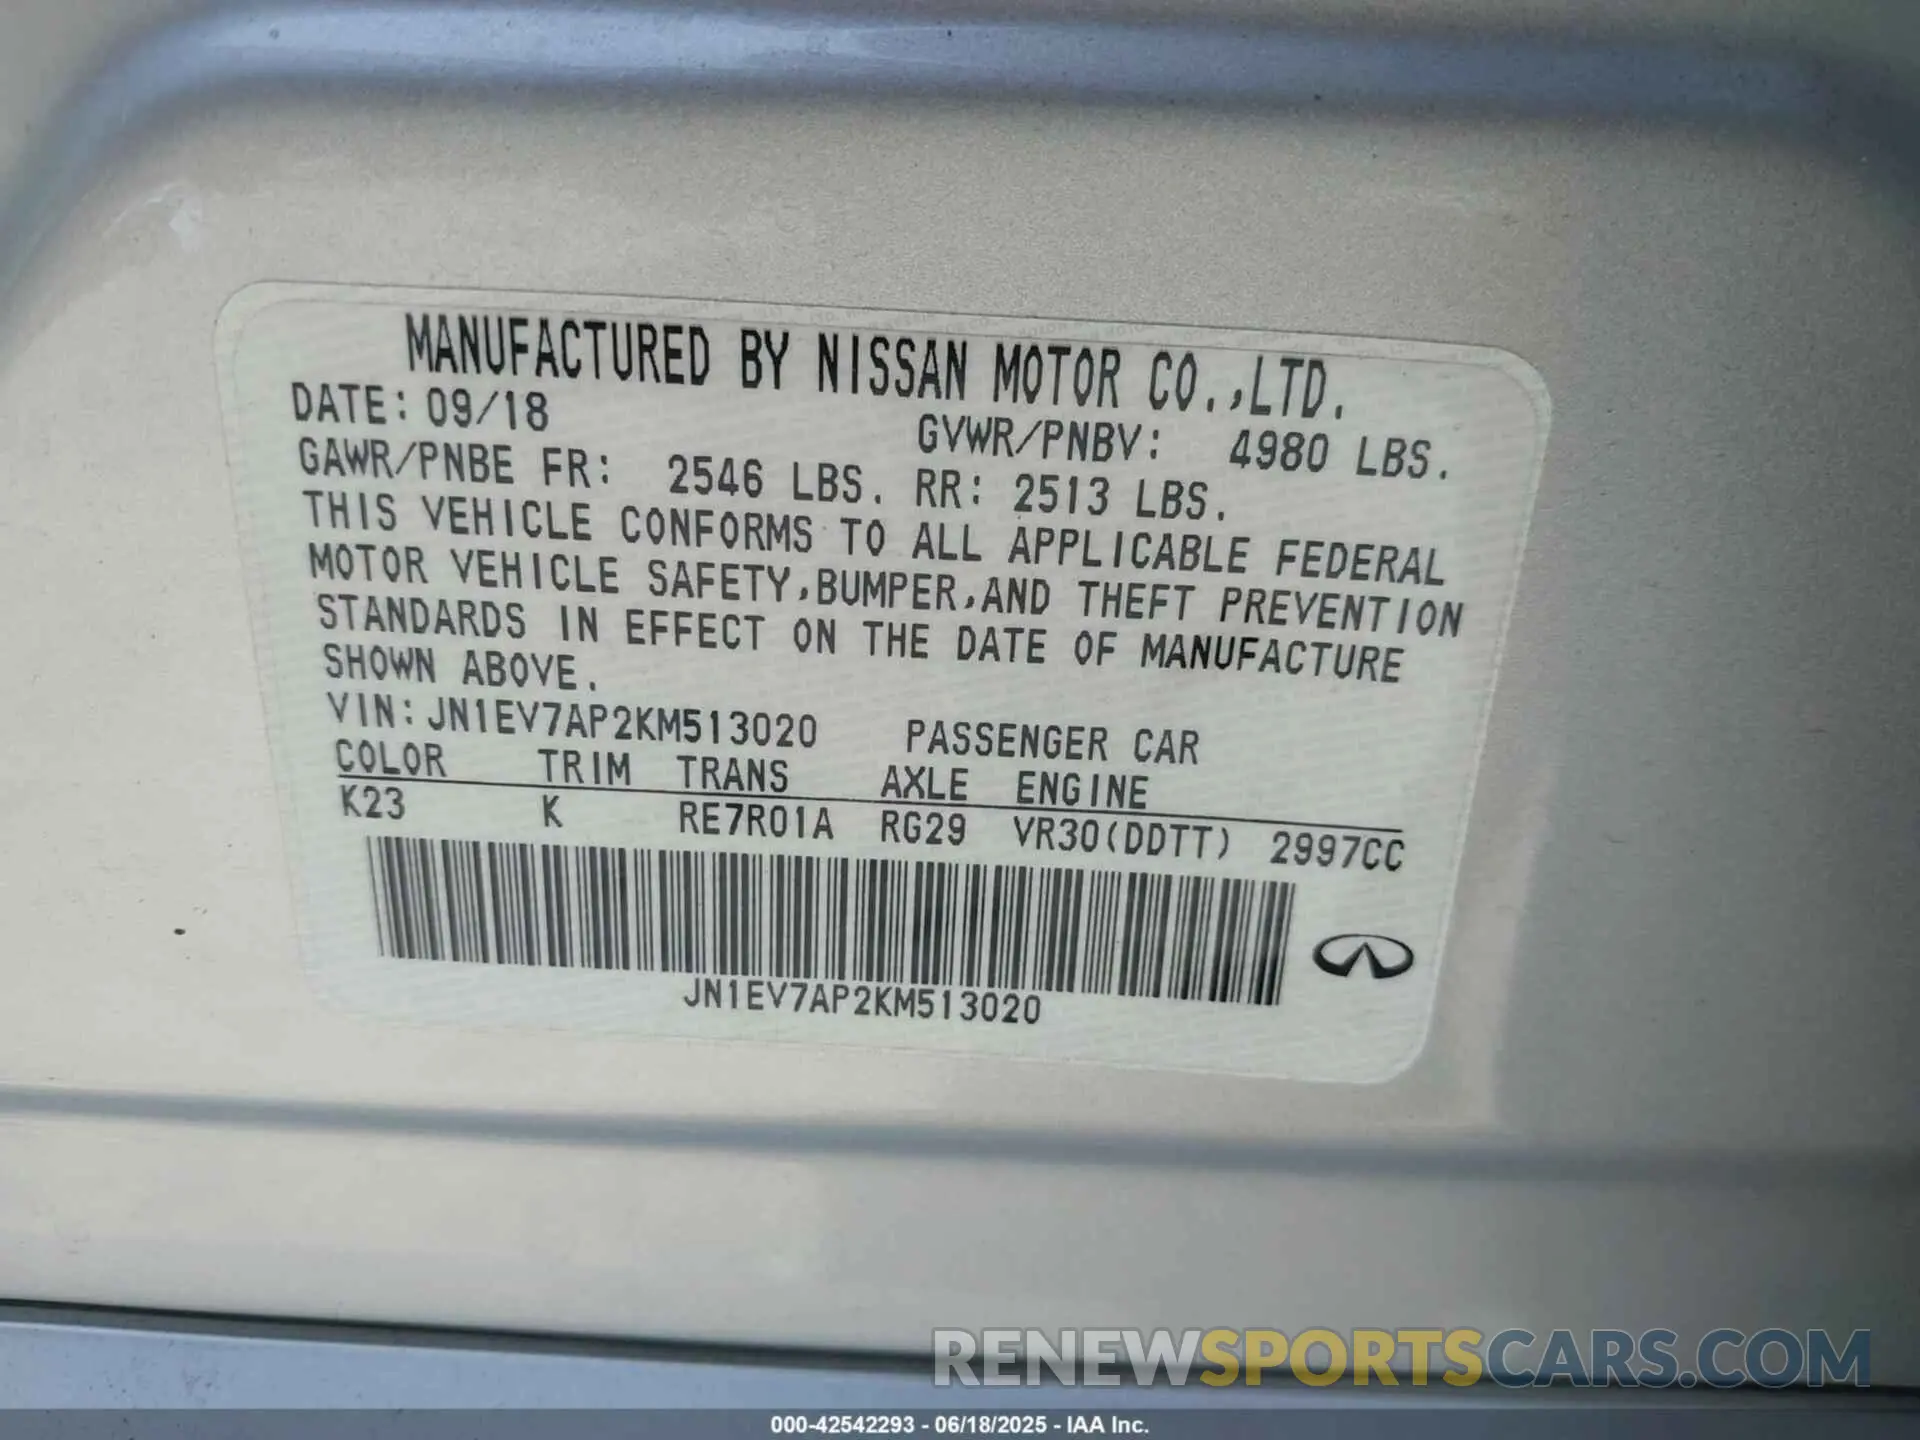 MANUFACTURED BY NISSAN MOTOR CO.,LTD.
DATE: 09/18 GVWR/PNBV: 4980 LBS.
GAWR/PNBE FR: 2546 LBS. RR: 2513 LBS.
THIS VEHICLE CONFORMS TO ALL APPLICABLE FEDERAL
MOTOR VEHICLE SAFETY,BUMPER,AND THEFT PREVENTION
STANDARDS IN EFFECT ON THE DATE OF MANUFACTURE
SHOWN ABOVE.
VIN: JN1EV7AP2KM513020 PASSENGER CAR
COLOR TRIM TRANS AXLE ENGINE
K23 K RE7R01A RG29 VR30(DDTT) 2997CC
JN1EV7AP2KM513020
RENEWSPORTSCARS.COM
000-42542293 - 06/18/2025 - IAA Inc.